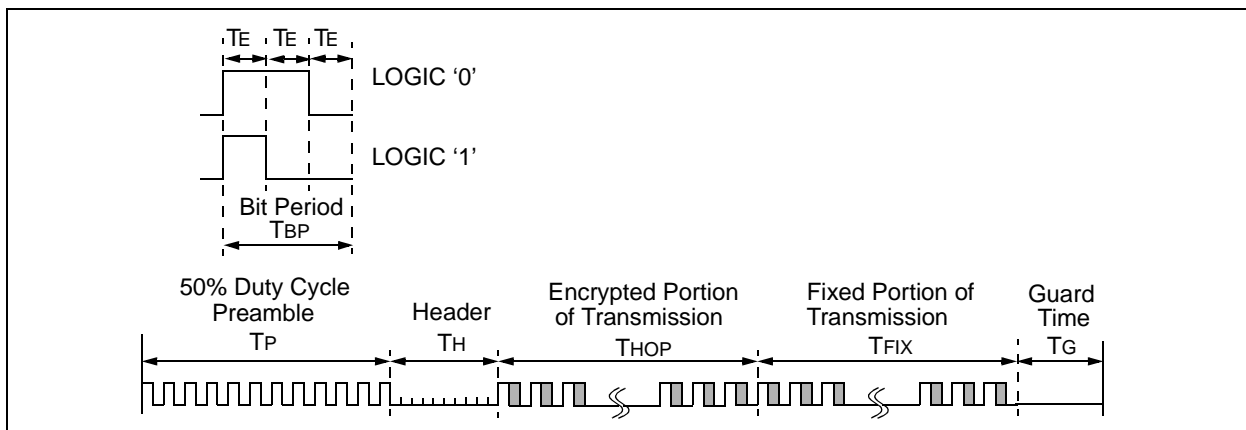 TE TE TE
LOGIC ‘0’
LOGIC ‘1’
Bit Period
TBP
50% Duty Cycle
Preamble
TP
Header
TH
Encrypted Portion
of Transmission
THOP
Fixed Portion of
Transmission
TFIX
Guard
Time
TG